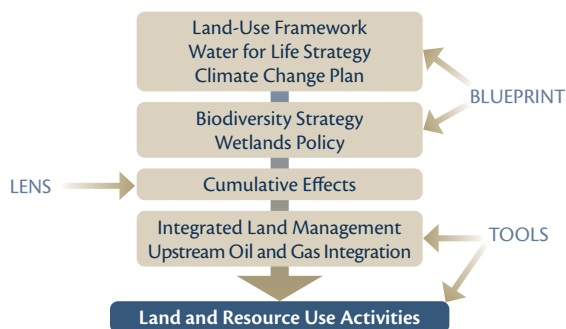 Land-Use Framework
Water for Life Strategy
Climate Change Plan
BLUEPRINT
Biodiversity Strategy
Wetlands Policy
LENS
Cumulative Effects
Integrated Land Management
Upstream Oil and Gas Integration
TOOLS
Land and Resource Use Activities